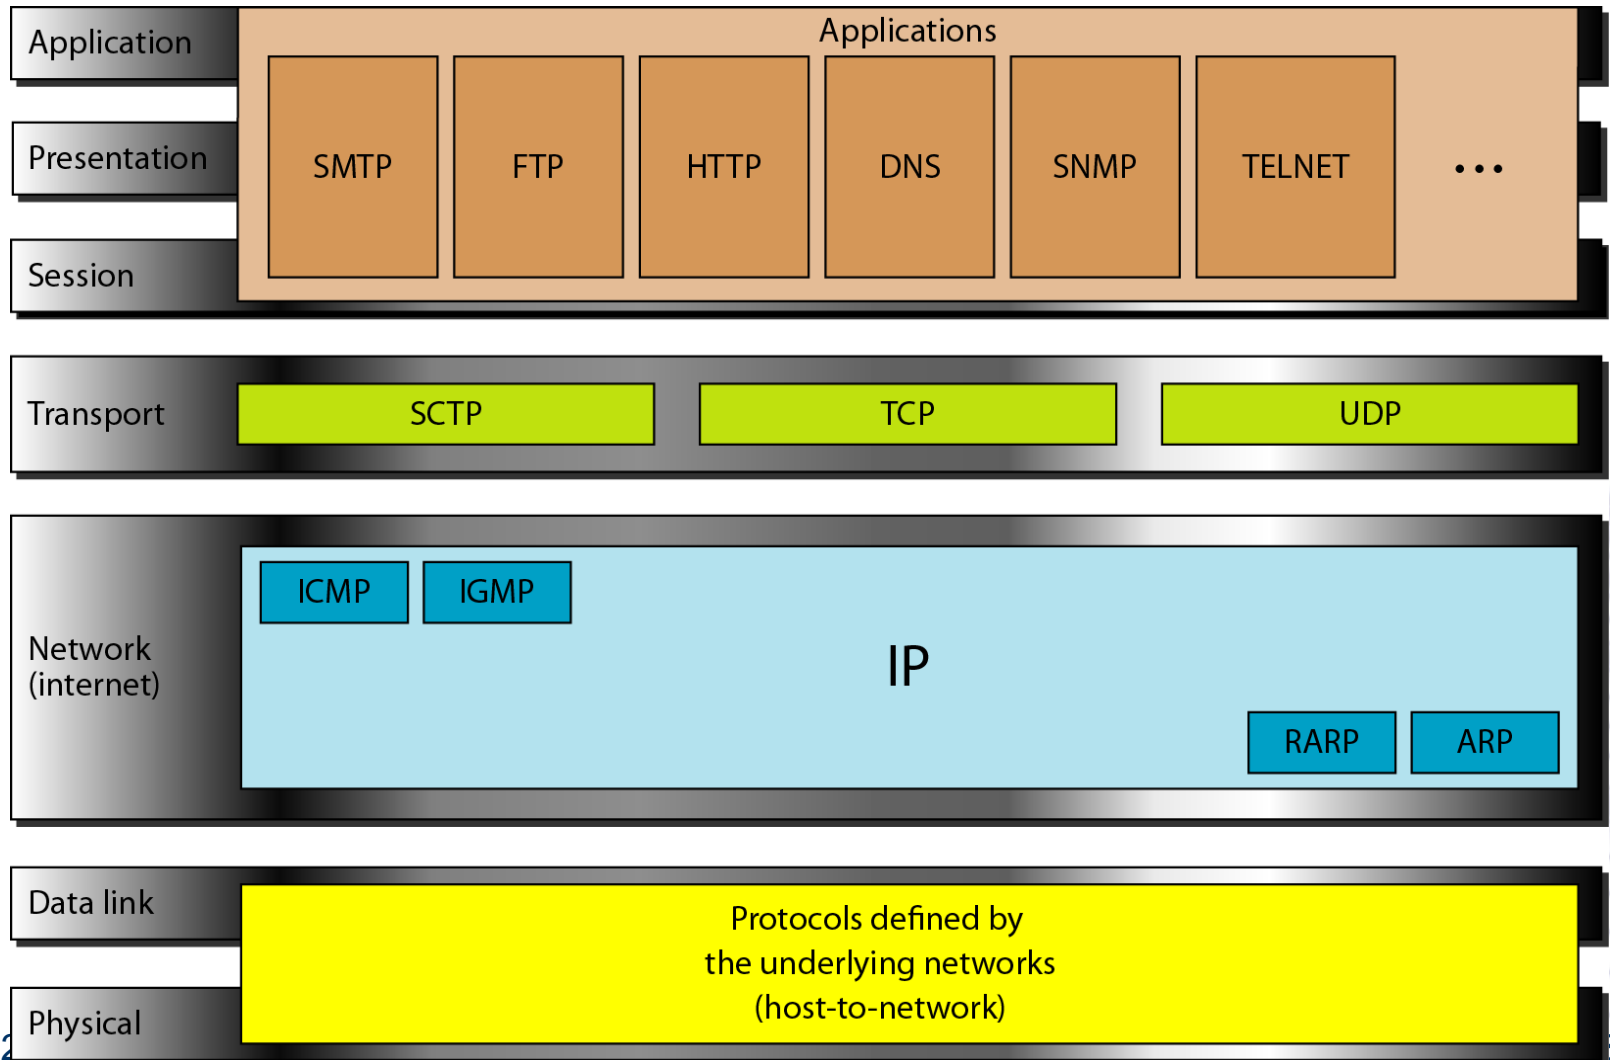 Application
Applications
Presentation
SMTP
FTP
HTTP
DNS
SNMP
TELNET
...
Session
Transport
SCTP
TCP
UDP
ICMP
IGMP
Network
(internet)
IP
RARP
ARP
Data link
Protocols defined by
the underlying networks
(host-to-network)
Physical